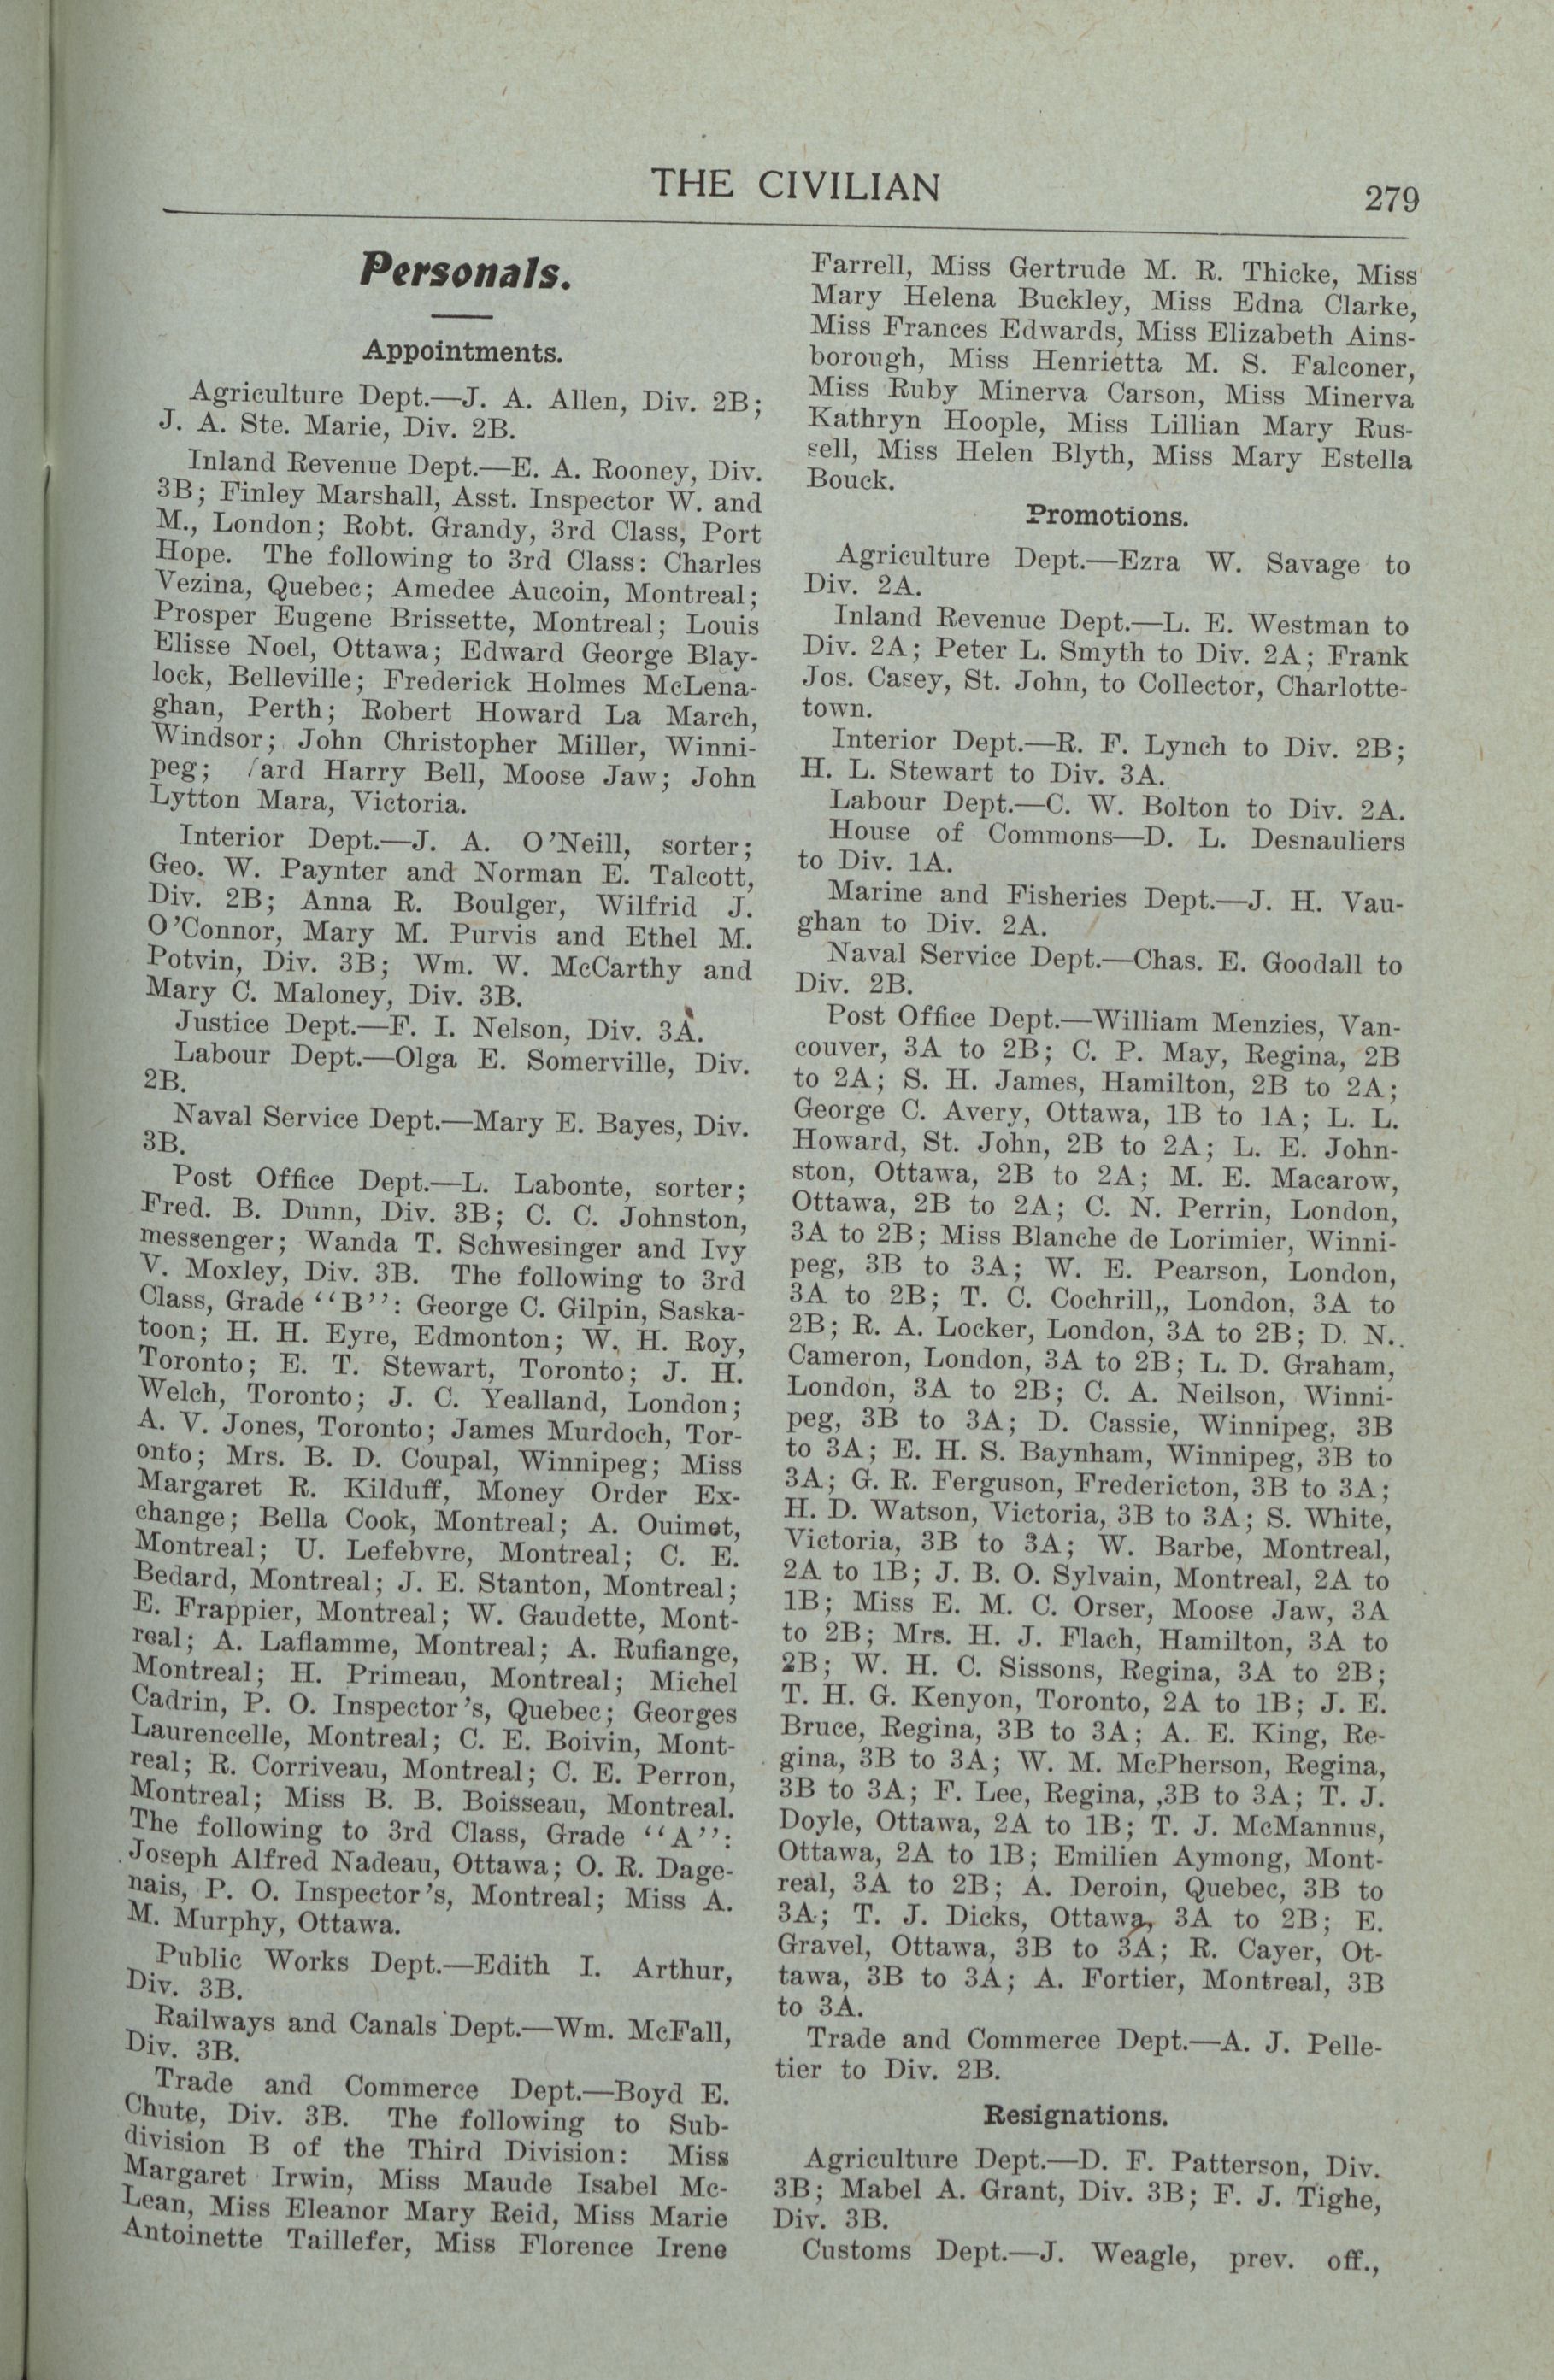 THE CIVILIAN
279
Personals.
Appointments.
Agriculture Dept.—J. A. Allen, Div. 2B;
J. A. Ste. Marie, Div. 2B.
Inland Revenue Dept.—E. A. Rooney, Div.
3B; Finley Marshall, Asst. Inspector W. and
M., London; Robt. Grandy, 3rd Class, Port
Hope. The following to 3rd Class: Charles
Vezina, Quebec; Amedee Aucoin, Montreal;
Prosper Eugene Brissette, Montreal; Louis
Elisse Noel, Ottawa; Edward George Blay-
lock, Belleville; Frederick Holmes McLena-
ghan, Perth; Robert Howard La March,
Windsor; John Christopher Miller, Winni-
peg; ard Harry Bell, Moose Jaw; John
Lytton Mara, Victoria.
Interior Dept.—J. A. O'Neill, sorter;
Geo. W. Paynter and Norman E. Talcott,
Div. 2B; Anna R. Boulger, Wilfrid J.
O'Connor, Mary M. Purvis and Ethel M.
Potvin, Div. 3B; Wm. W. McCarthy and
Mary C. Maloney, Div. 3B.
Justice Dept.—F. I. Nelson, Div. 3A.
Labour Dept.—Olga E. Somerville, Div.
2B.
Naval Service Dept.—Mary E. Bayes, Div.
3B.
Post Office Dept.—L. Labonte, sorter;
Fred. B. Dunn, Div. 3B; C. C. Johnston,
messenger; Wanda T. Schwesinger and Ivy
V. Moxley, Div. 3B. The following to 3rd
Class, Grade ‘‘B’’: George C. Gilpin, Saska-
toon; H. H. Eyre, Edmonton; W. H. Roy,
Toronto; E. T. Stewart, Toronto; J. H.
Welch, Toronto; J. C. Yealland, London;
A. V. Jones, Toronto; James Murdoch, Tor-
onto; Mrs. B. D. Coupal, Winnipeg; Miss
Margaret R. Kilduff, Money Order Ex-
change; Bella Cook, Montreal; A. Ouimet,
Montreal; U. Lefebvre, Montreal; C. E.
Bedard, Montreal; J. E. Stanton, Montreal;
E. Frappier, Montreal; W. Gaudette, Mont-
real; A. Laflamme, Montreal; A. Rufiange,
Montreal; H. Primeau, Montreal; Michel
Cadrin, P. O. Inspector's, Quebec; Georges
Laurencelle, Montreal; C. E. Boivin, Mont-
real; R. Corriveau, Montreal; C. E. Perron,
Montreal; Miss B. B. Boisseau, Montreal.
The following to 3rd Class, Grade ‘‘A’’:
Joseph Alfred Nadeau, Ottawa; O. R. Dage-
nais, P. O. Inspector's, Montreal; Miss A.
M. Murphy, Ottawa.
Public Works Dept.—Edith I. Arthur,
Div. 3B.
Railways and Canals Dept.—Wm. McFall,
Div. 3B.
Trade and Commerce Dept.—Boyd E.
Chute, Div. 3B. The following to Sub-
division B of the Third Division: Miss
Margaret Irwin, Miss Maude Isabel Mc-
Lean, Miss Eleanor Mary Reid, Miss Marie
Antoinette Taillefer, Miss Florence Irene
Farrell, Miss Gertrude M. R. Thicke, Miss
Mary Helena Buckley, Miss Edna Clarke,
Miss Frances Edwards, Miss Elizabeth Ains-
borough, Miss Henrietta M. S. Falconer,
Miss Ruby Minerva Carson, Miss Minerva
Kathryn Hoople, Miss Lillian Mary Rus-
sell, Miss Helen Blyth, Miss Mary Estella
Bouck.
Promotions.
Agriculture Dept.—Ezra W. Savage to
Div. 2A.
Inland Revenue Dept.—L. E. Westman to
Div. 2A; Peter L. Smyth to Div. 2A; Frank
Jos. Casey, St. John, to Collector, Charlotte-
town.
Interior Dept.—R. F. Lynch to Div. 2B;
H. L. Stewart to Div. 3A.
Labour Dept.—C. W. Bolton to Div. 2A.
House of Commons—D. L. Desnauliers
to Div. 1A.
Marine and Fisheries Dept.—J. H. Vau-
ghan to Div. 2A.
Naval Service Dept.—Chas. E. Goodall to
Div. 2B.
Post Office Dept.—William Menzies, Van-
couver, 3A to 2B; C. P. May, Regina, 2B
to 2A; S. H. James, Hamilton, 2B to 2A;
George C. Avery, Ottawa, 1B to 1A; L. L.
Howard, St. John, 2B to 2A; L. E. John-
ston, Ottawa, 2B to 2A; M. E. Macarow,
Ottawa, 2B to 2A; C. N. Perrin, London,
3A to 2B; Miss Blanche de Lorimier, Winni-
peg, 3B to 3A; W. E. Pearson, London,
3A to 2B; T. C. Cochrill,, London, 3A to
2B; R. A. Locker, London, 3A to 2B; D. N.
Cameron, London, 3A to 2B; L. D. Graham,
London, 3A to 2B; C. A. Neilson, Winni-
peg, 3B to 3A; D. Cassie, Winnipeg, 3B
to 3A; E. H. S. Baynham, Winnipeg, 3B to
3A; G. R. Ferguson, Fredericton, 3B to 3A;
H. D. Watson, Victoria, 3B to 3A; S. White,
Victoria, 3B to 3A; W. Barbe, Montreal,
2A to 1B; J. B. O. Sylvain, Montreal, 2A to
1B; Miss E. M. C. Orser, Moose Jaw, 3A
to 2B; Mrs. H. J. Flach, Hamilton, 3A to
2B; W. H. C. Sissons, Regina, 3A to 2B;
T. H. G. Kenyon, Toronto, 2A to 1B; J. E.
Bruce, Regina, 3B to 3A; A. E. King, Re-
gina, 3B to 3A; W. M. McPherson, Regina,
3B to 3A; F. Lee, Regina, ,3B to 3A; T. J.
Doyle, Ottawa, 2A to 1B; T. J. McMannus,
Ottawa, 2A to 1B; Emilien Aymong, Mont-
real, 3A to 2B; A. Deroin, Quebec, 3B to
3A; T. J. Dicks, Ottawa, 3A to 2B; E.
Gravel, Ottawa, 3B to 3A; R. Cayer, Ot-
tawa, 3B to 3A; A. Fortier, Montreal, 3B
to 3A.
Trade and Commerce Dept.—A. J. Pelle-
tier to Div. 2B.
Resignations.
Agriculture Dept.—D. F. Patterson, Div.
3B; Mabel A. Grant, Div. 3B; F. J. Tighe,
Div. 3B.
Customs Dept.—J. Weagle, prev. off.,